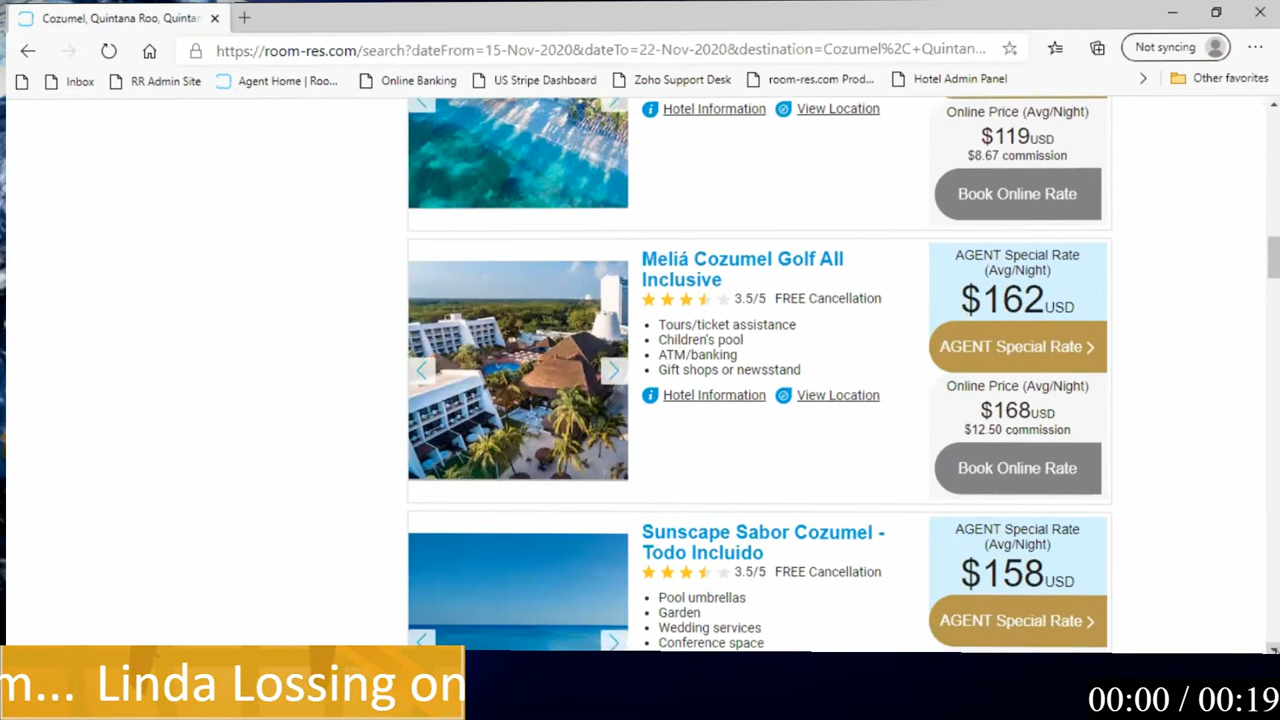 Cozumel, Quintana Roo, Quintar
https://room-res.com/search?dateFrom=15-Nov-2020&dateTo=22-Nov-2020&destination=Cozumel%2C+Quintan...
Not syncing
Inbox
RR Admin Site
Agent Home | Roo...
Online Banking
US Stripe Dashboard
Zoho Support Desk
room-res.com Prod...
Hotel Admin Panel
Other favorites
Hotel Information
View Location
Online Price (Avg/Night)
$119USD
$8.67 commission
Book Online Rate
Meliá Cozumel Golf All
Inclusive
3.5/5 FREE Cancellation
• Tours/ticket assistance
• Children's pool
• ATM/banking
• Gift shops or newsstand
Hotel Information
View Location
AGENT Special Rate
(Avg/Night)
$162USD
AGENT Special Rate >
Online Price (Avg/Night)
$168USD
$12.50 commission
Book Online Rate
Sunscape Sabor Cozumel -
Todo Incluido
3.5/5 FREE Cancellation
• Pool umbrellas
• Garden
• Wedding services
• Conference space
AGENT Special Rate
(Avg/Night)
$158USD
AGENT Special Rate >
m... Linda Lossing on
00:00 / 00:19